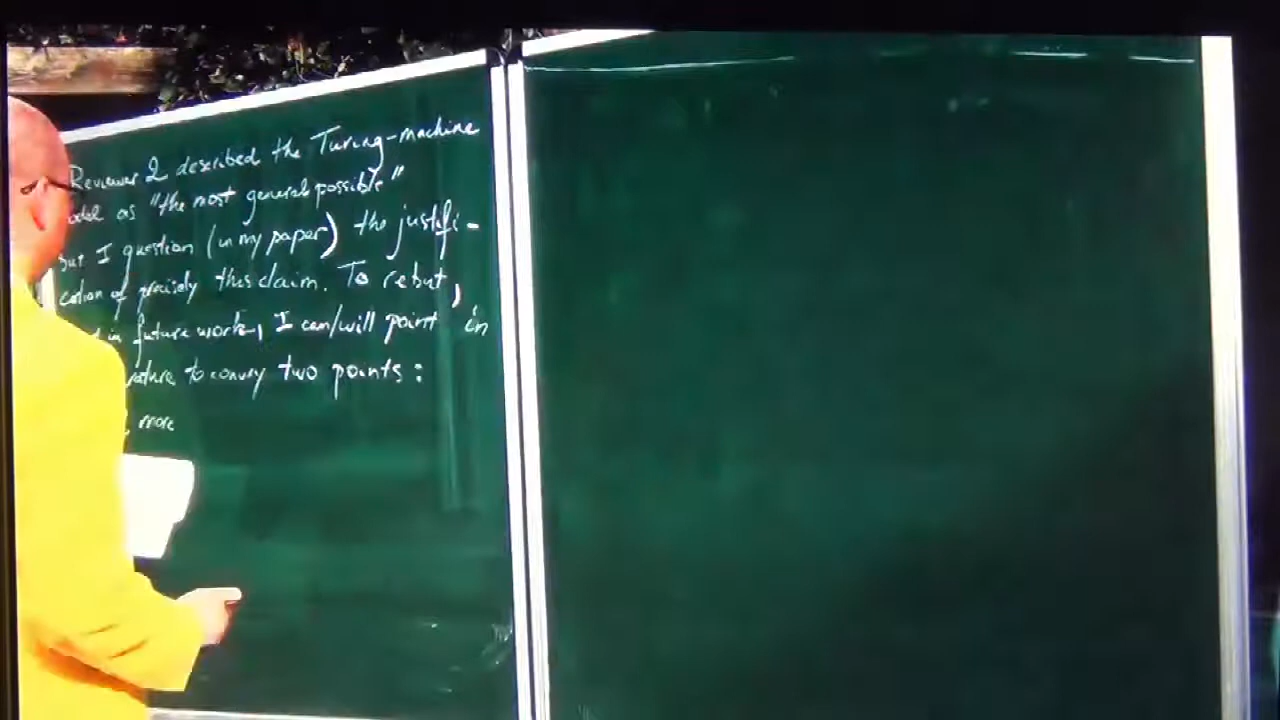 Reviewer 2 described the Turing-machine
as "the most general possible"
but I question (in my paper) the justifi-
cation of precisely this claim. To rebut,
in future work, I can/will point in
to convey two points:
more